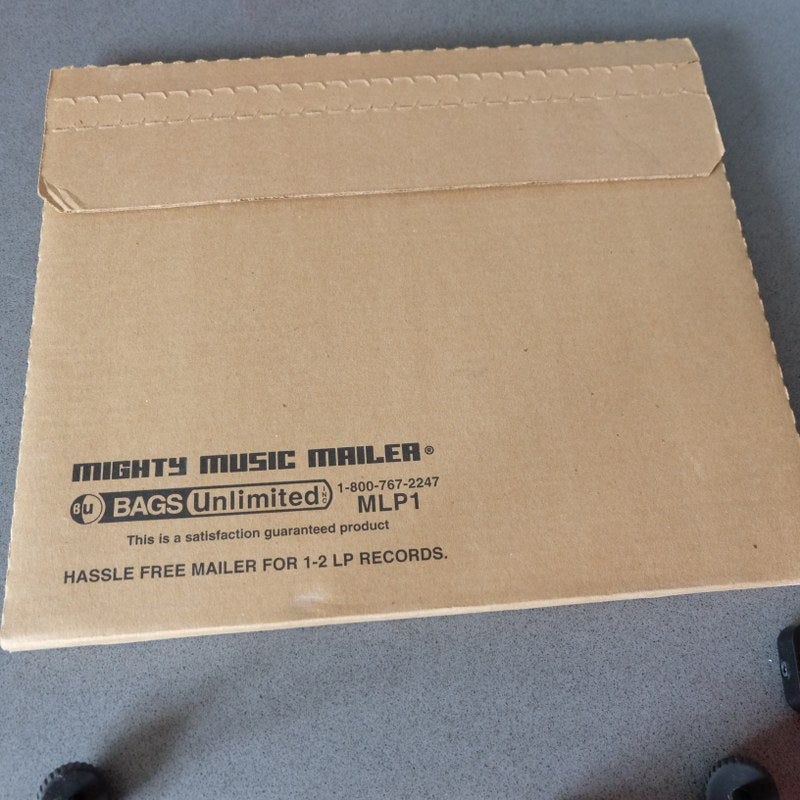 MIGHTY MUSIC MAILER®
BU BAGS Unlimited INC 1-800-767-2247
MLP1
This is a satisfaction guaranteed product
HASSLE FREE MAILER FOR 1-2 LP RECORDS.